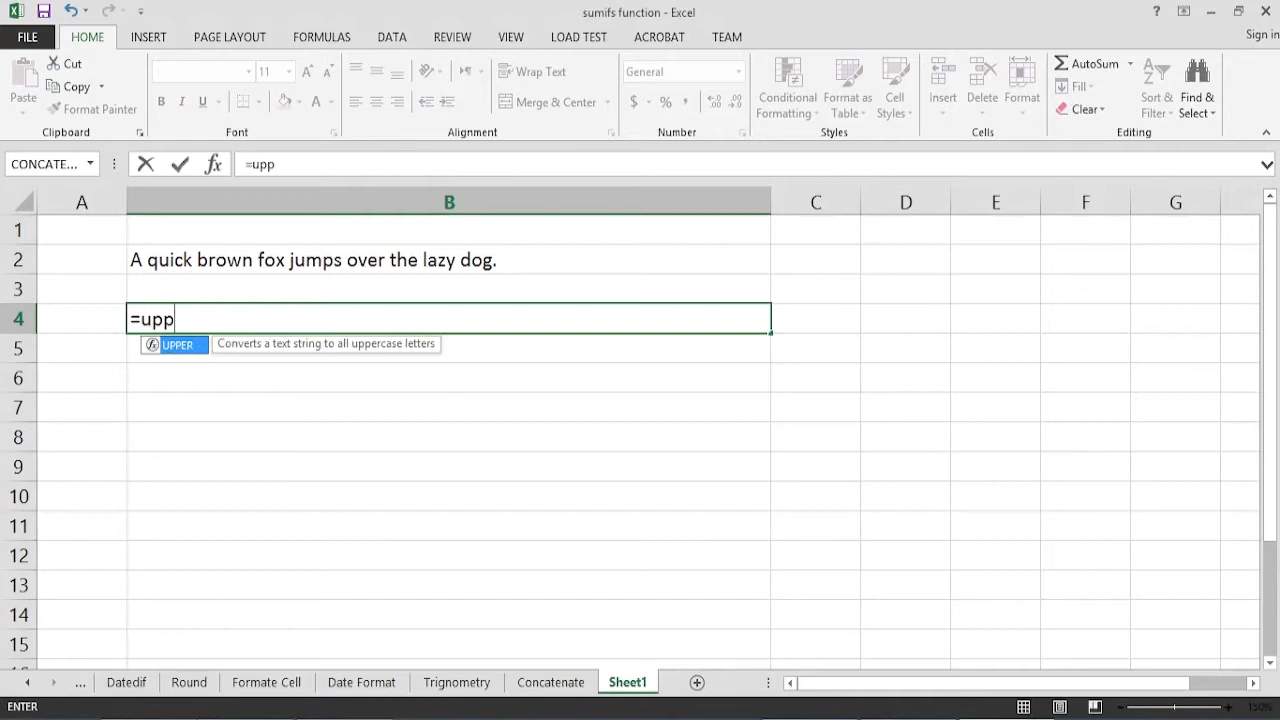 sumifs function - Excel
Sign in
FILE HOME INSERT PAGE LAYOUT FORMULAS DATA REVIEW VIEW LOAD TEST ACROBAT TEAM
Cut
Copy
Format Painter
Paste
Clipboard
11
B I U
Font
Wrap Text
Merge & Center
Alignment
General
$ % ,
Number
Conditional
Formatting
Format as
Table
Cell
Styles
Styles
Insert
Delete
Format
Cells
AutoSum
Fill
Clear
Sort &
Filter
Find &
Select
Editing
CONCATE...
fx
=upp
A B C D E F G
1
2 A quick brown fox jumps over the lazy dog.
3
4 =upp
UPPER Converts a text string to all uppercase letters
5
6
7
8
9
10
11
12
13
14
15
... Datedif Round Formate Cell Date Format Trignometry Concatenate Sheet1
ENTER
150%